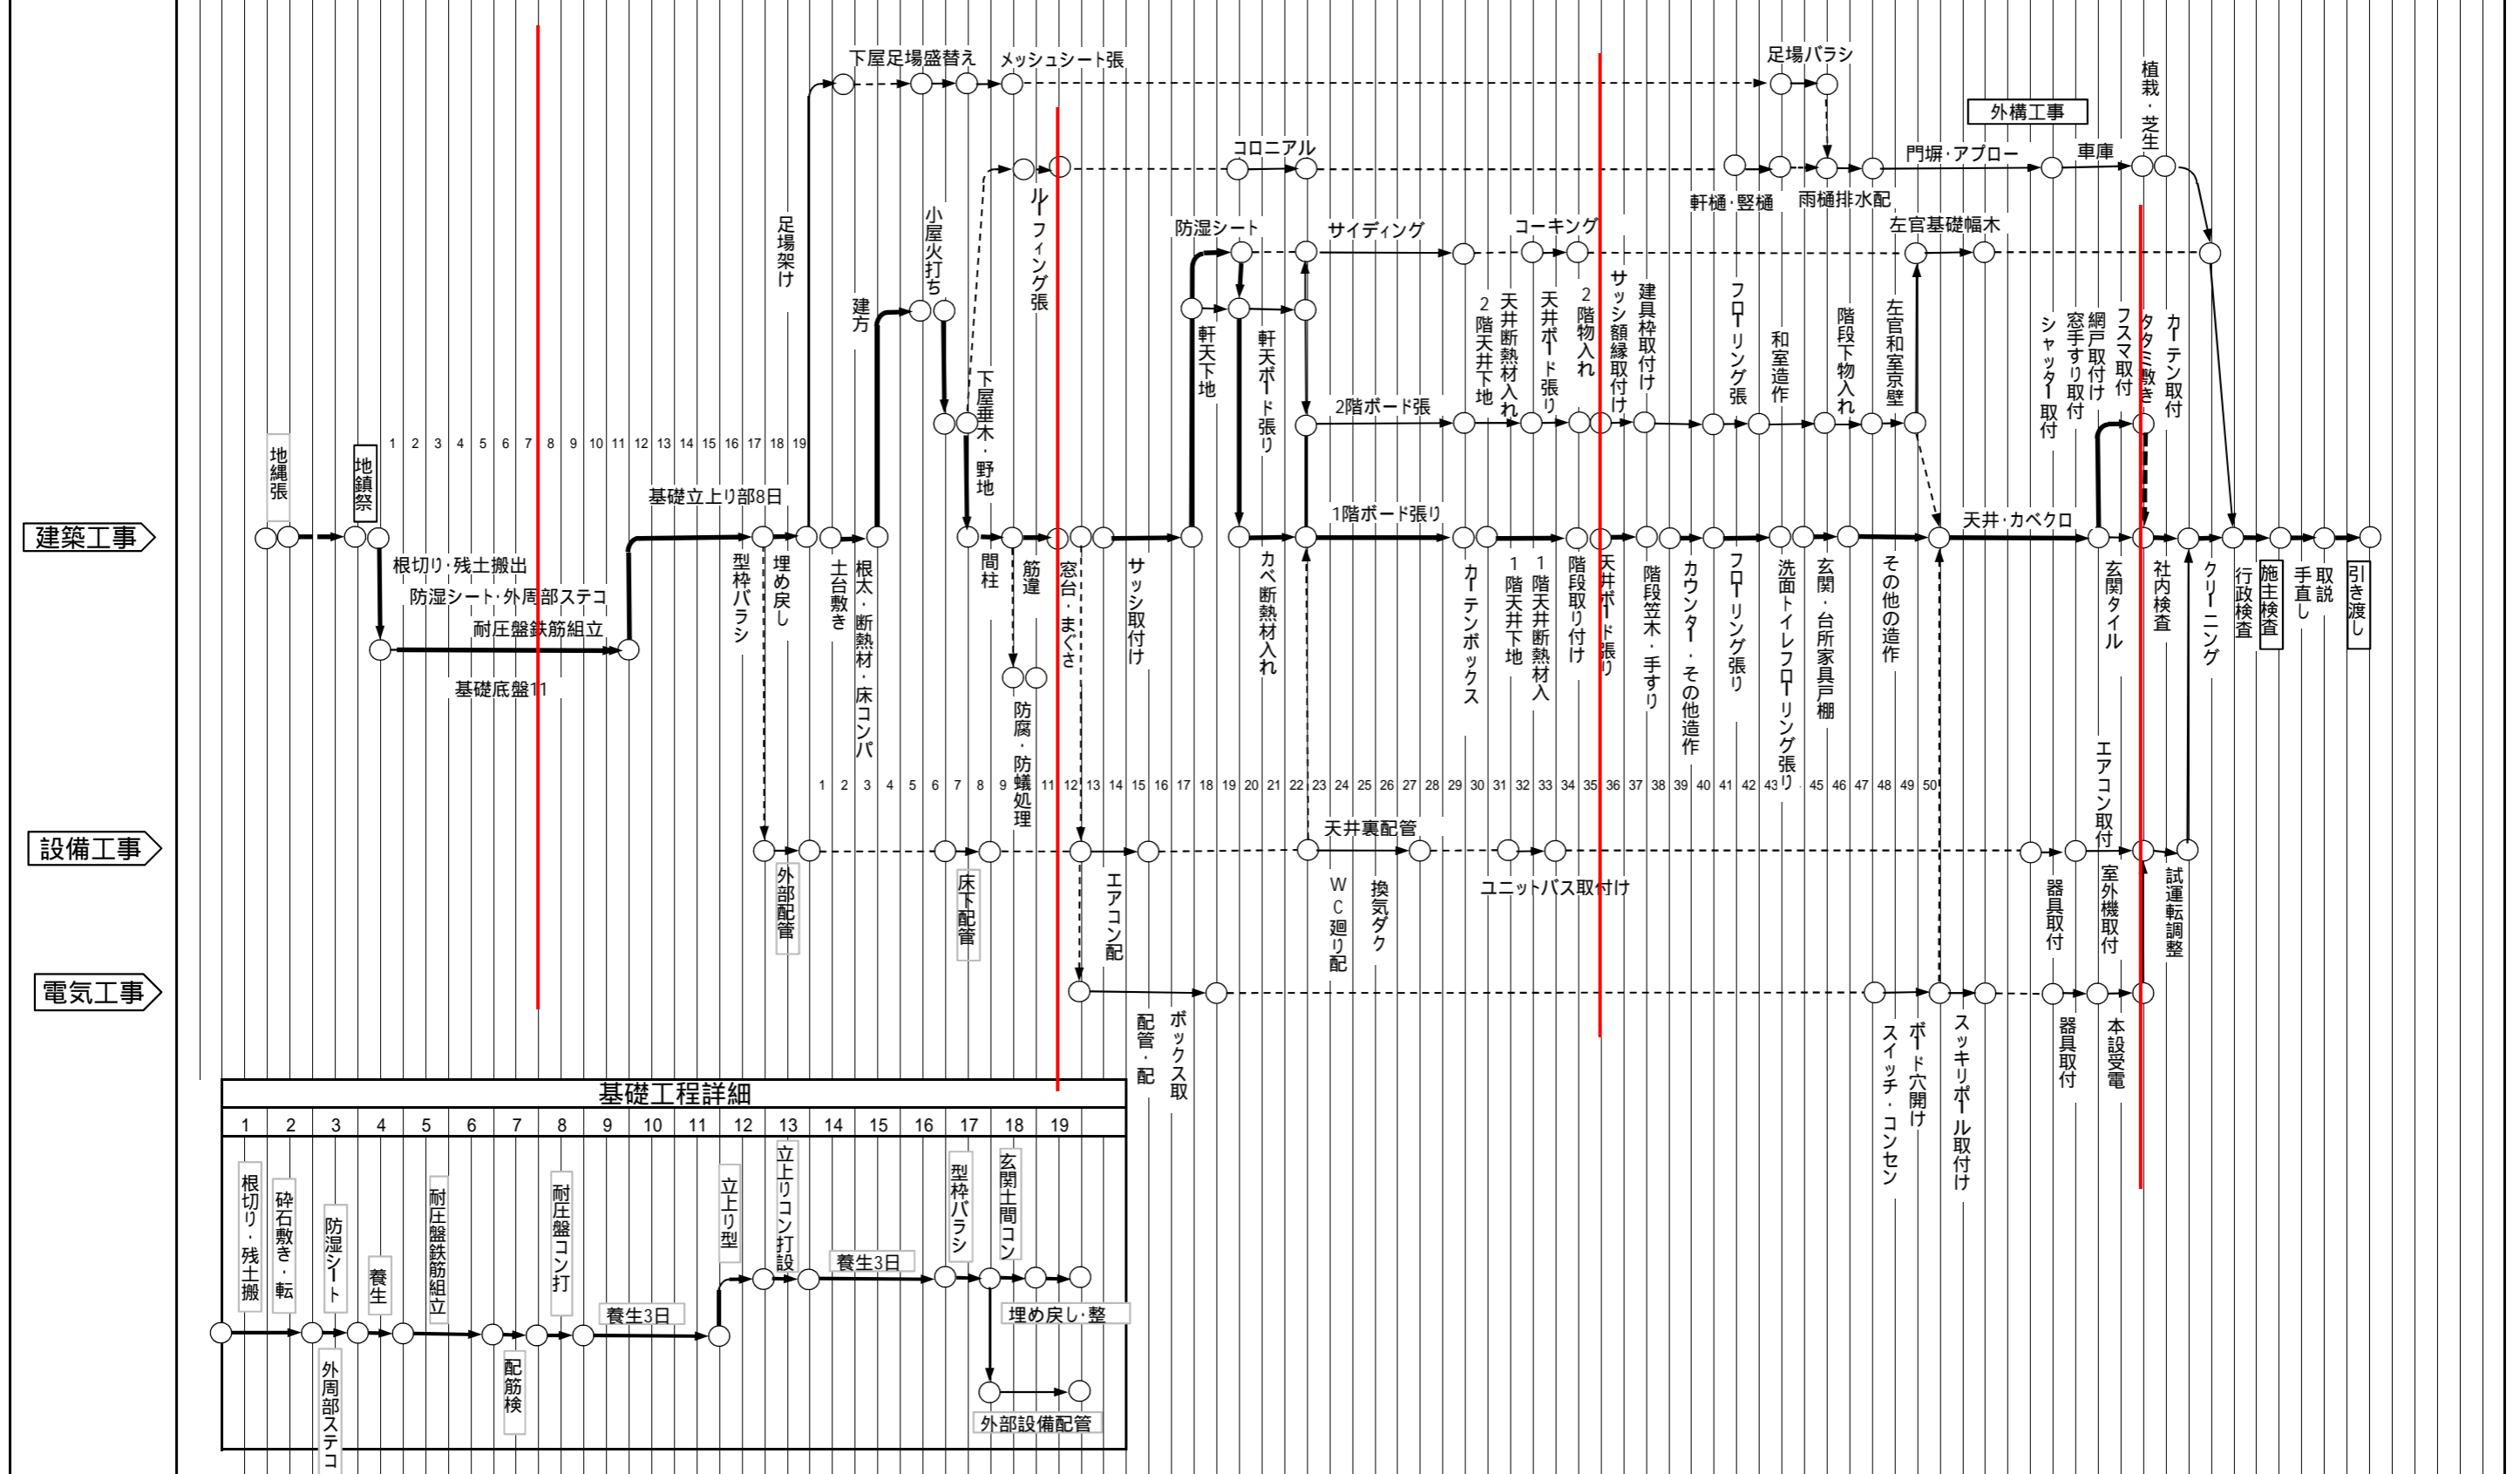 下屋足場盛替え
メッシュシート張
足場バラシ
植栽・芝生
外構工事
コロニアル
門塀・アプロー
車庫
軒樋・竪樋
雨樋排水配
足場架け
小屋火打ち
ルーフィング張
防湿シート
サイディング
コーキング
左官基礎幅木
建方
下屋垂木・野地
軒天下地
軒天ボード張り
2階天井下地
天井断熱材入れ
天井ボード張り
2階物入れ
サッシ額縁取付け
建具枠取付け
フローリング張
和室造作
階段下物入れ
左官和室京壁
シャッター取付
窓手すり取付
網戸取付け
フスマ取付
タタミ敷き
カーテン取付
2階ボード張
地縄張
地鎮祭
1 2 3 4 5 6 7 8 9 10 11 12 13 14 15 16 17 18 19
基礎立上り部8日
1階ボード張り
天井・カベクロ
建築工事
根切り・残土搬出
防湿シート・外周部ステコ
耐圧盤鉄筋組立
基礎底盤11
型枠バラシ
埋め戻し
土台敷き
根太・断熱材・床コンパ
間柱
筋違
窓台・まぐさ
サッシ取付け
カベ断熱材入れ
カーテンボックス
1階天井下地
1階天井断熱材入
階段取り付け
天井ボード張り
階段笠木・手すり
カウンター・その他造作
フローリング張り
洗面トイレフローリング張り
玄関・台所家具戸棚
その他の造作
玄関タイル
社内検査
クリーニング
行政検査
施主検査
手直し
取説
引き渡し
防腐・防蟻処理
1 2 3 4 5 6 7 8 9 11 12 13 14 15 16 17 18 19 20 21 22 23 24 25 26 27 28 29 30 31 32 33 34 35 36 37 38 39 40 41 42 43 45 46 47 48 49 50
設備工事
外部配管
床下配管
エアコン配
天井裏配管
WC廻り配
換気ダク
ユニットバス取付け
器具取付
エアコン取付
室外機取付
試運転調整
電気工事
配管・配
ボックス取
スイッチ・コンセン
ボード穴開け
スッキリポール取付け
器具取付
本設受電
基礎工程詳細
1 2 3 4 5 6 7 8 9 10 11 12 13 14 15 16 17 18 19
根切り・残土搬
砕石敷き・転
防湿シート
外周部ステコ
養生
耐圧盤鉄筋組立
配筋検
耐圧盤コン打
養生3日
立上り型
立上りコン打設
養生3日
型枠バラシ
玄関土間コン
埋め戻し・整
外部設備配管